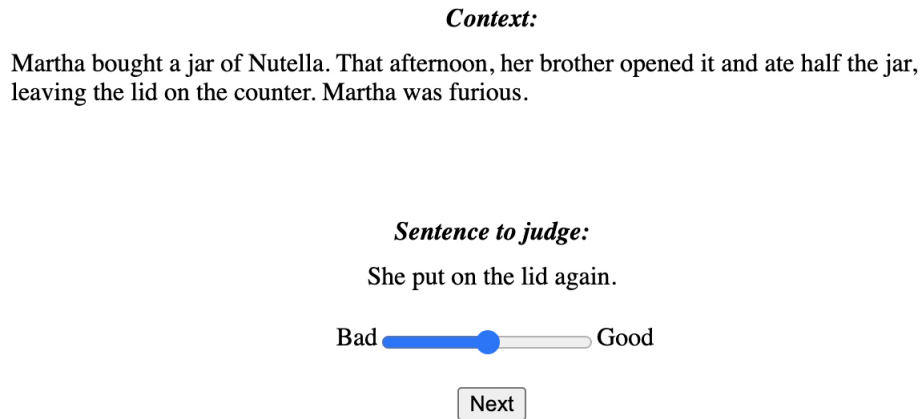 Context:
Martha bought a jar of Nutella. That afternoon, her brother opened it and ate half the jar,
leaving the lid on the counter. Martha was furious.
Sentence to judge:
She put on the lid again.
Bad Good
Next